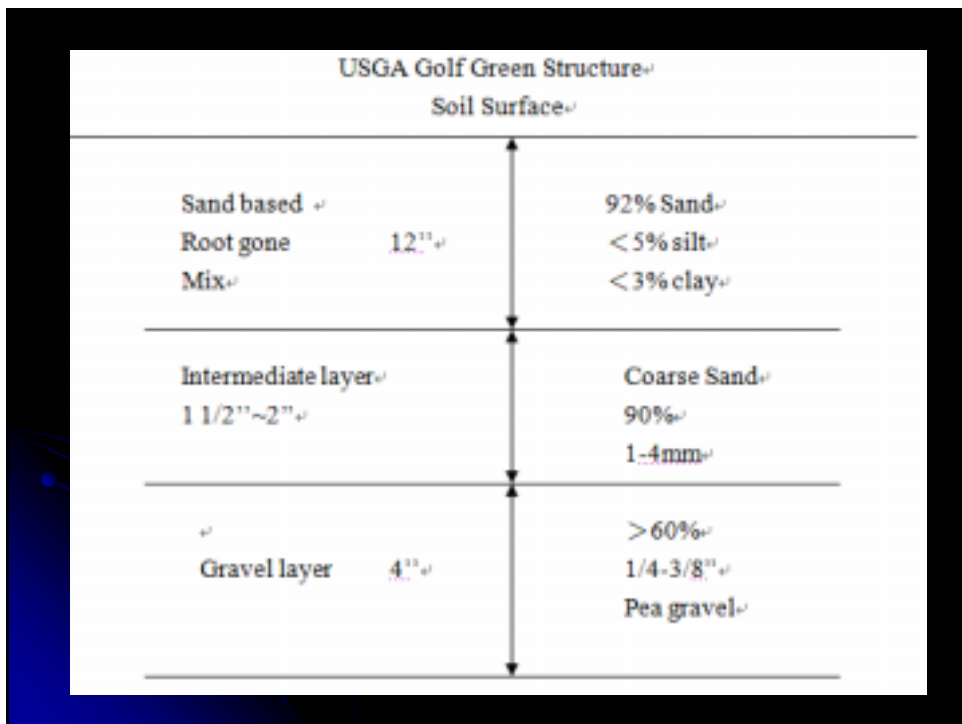 USGA Golf Green Structure
Soil Surface
Sand based
Root gone 12''
Mix
92% Sand
<5% silt
<3% clay
Intermediate layer
1 1/2''~2''
Coarse Sand
90%
1-4mm
Gravel layer 4''
>60%
1/4-3/8''
Pea gravel